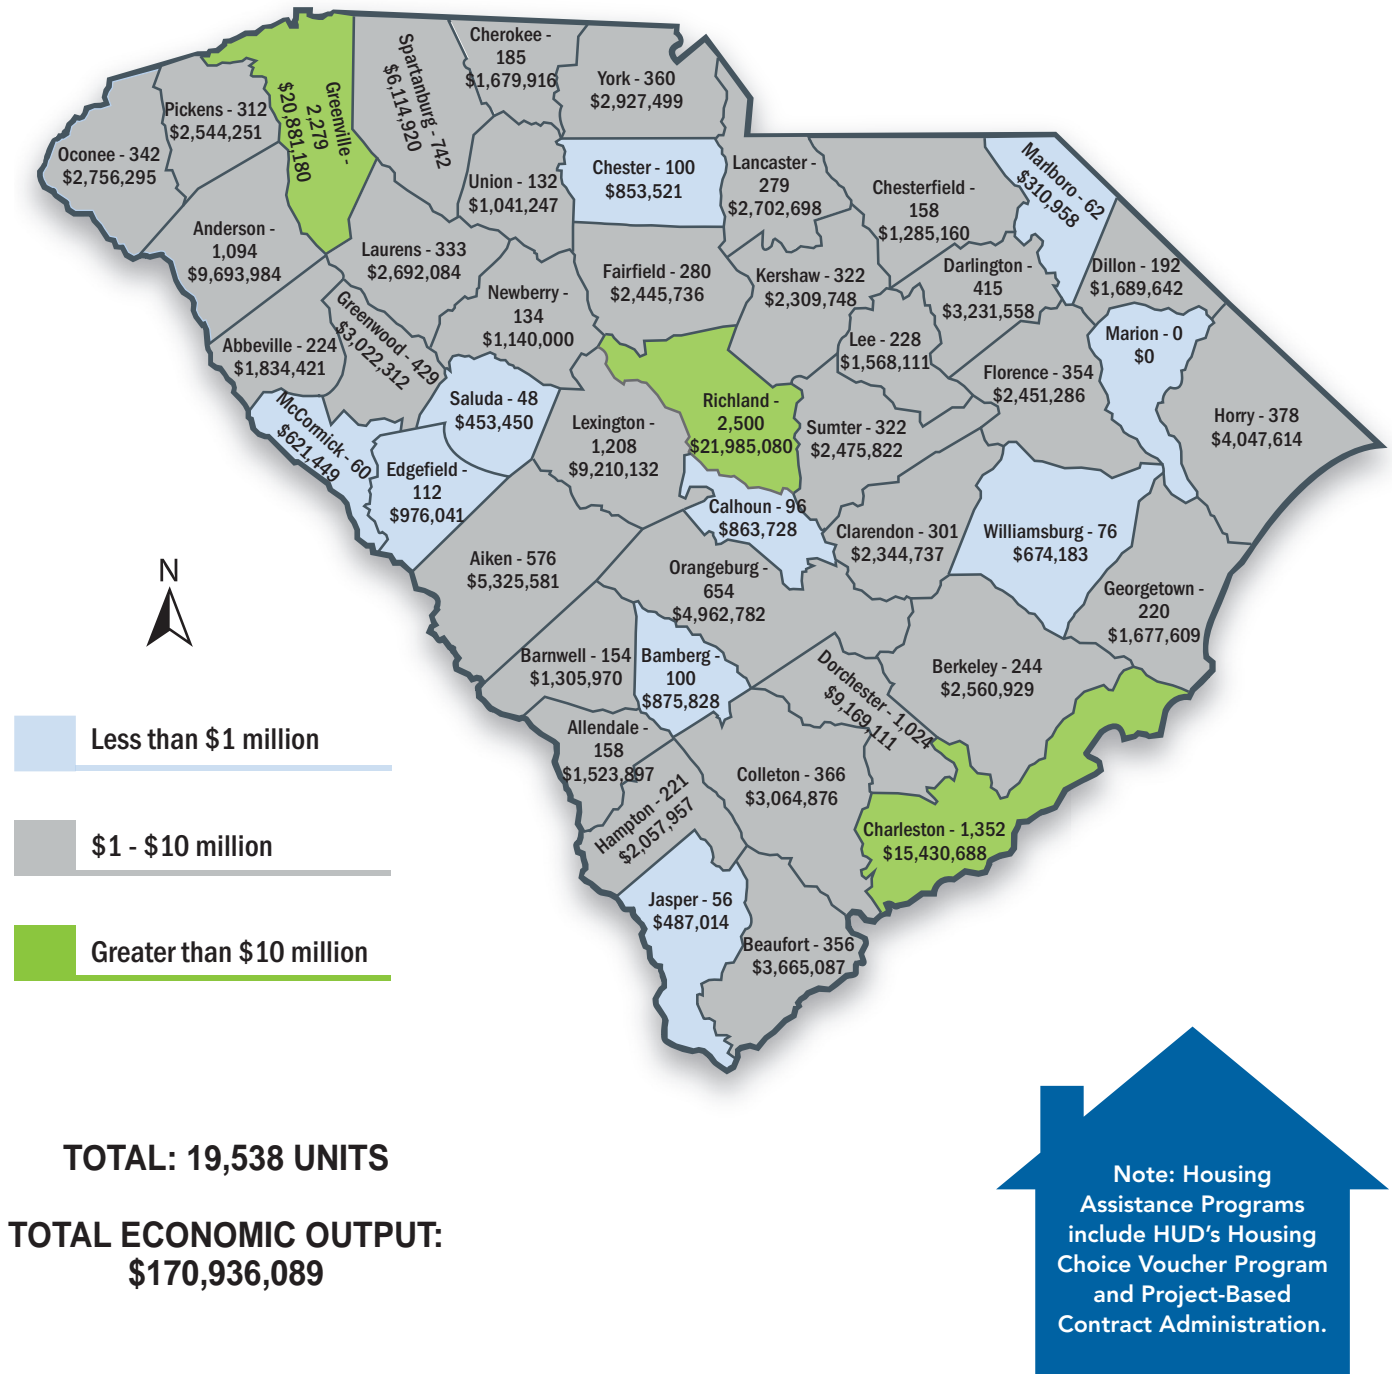 Cherokee -
185
$1,679,916
York - 360
$2,927,499
Spartanburg - 742
$6,114,920
Greenville -
2,279
$20,881,180
Pickens - 312
$2,544,251
Oconee - 342
$2,756,295
Union - 132
$1,041,247
Chester - 100
$853,521
Lancaster -
279
$2,702,698
Chesterfield -
158
$1,285,160
Marlboro - 62
$310,958
Anderson -
1,094
$9,693,984
Laurens - 333
$2,692,084
Fairfield - 280
$2,445,736
Kershaw - 322
$2,309,748
Darlington -
415
$3,231,558
Dillon - 192
$1,689,642
Newberry -
134
$1,140,000
Greenwood - 429
$3,022,312
Abbeville - 224
$1,834,421
Lee - 228
$1,568,111
Marion - 0
$0
Florence - 354
$2,451,286
Horry - 378
$4,047,614
McCormick - 60
$621,449
Saluda - 48
$453,450
Lexington -
1,208
$9,210,132
Richland -
2,500
$21,985,080
Sumter - 322
$2,475,822
Edgefield -
112
$976,041
Calhoun - 96
$863,728
Clarendon - 301
$2,344,737
Williamsburg - 76
$674,183
Aiken - 576
$5,325,581
Orangeburg -
654
$4,962,782
Georgetown -
220
$1,677,609
Barnwell - 154
$1,305,970
Bamberg -
100
$875,828
Dorchester - 1,024
$9,169,111
Berkeley - 244
$2,560,929
Allendale -
158
$1,523,897
Hampton - 221
$2,057,957
Colleton - 366
$3,064,876
Charleston - 1,352
$15,430,688
Jasper - 56
$487,014
Beaufort - 356
$3,665,087
N
Less than $1 million
$1 - $10 million
Greater than $10 million
TOTAL: 19,538 UNITS
TOTAL ECONOMIC OUTPUT:
$170,936,089
Note: Housing
Assistance Programs
include HUD’s Housing
Choice Voucher Program
and Project-Based
Contract Administration.